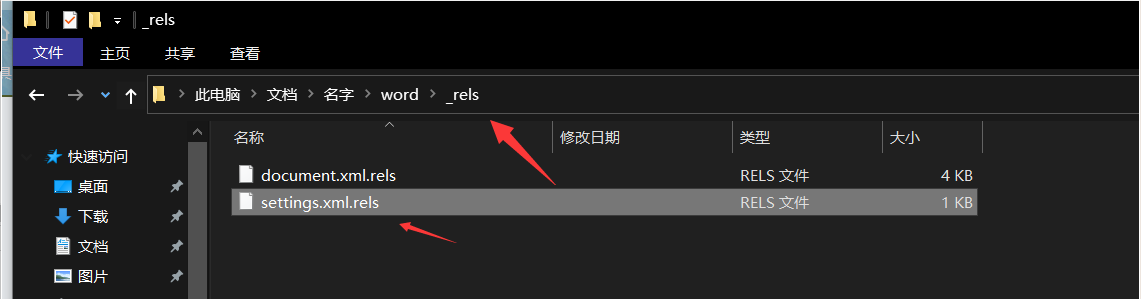 _rels
文件 主页 共享 查看
此电脑 文档 名字 word _rels
名称 修改日期 类型 大小
快速访问
document.xml.rels RELS 文件 4 KB
桌面
settings.xml.rels RELS 文件 1 KB
下载
文档
图片